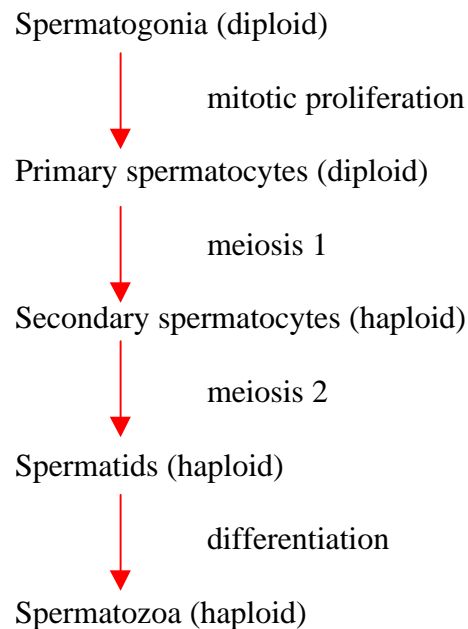 Spermatogonia (diploid)
mitotic proliferation
Primary spermatocytes (diploid)
meiosis 1
Secondary spermatocytes (haploid)
meiosis 2
Spermatids (haploid)
differentiation
Spermatozoa (haploid)